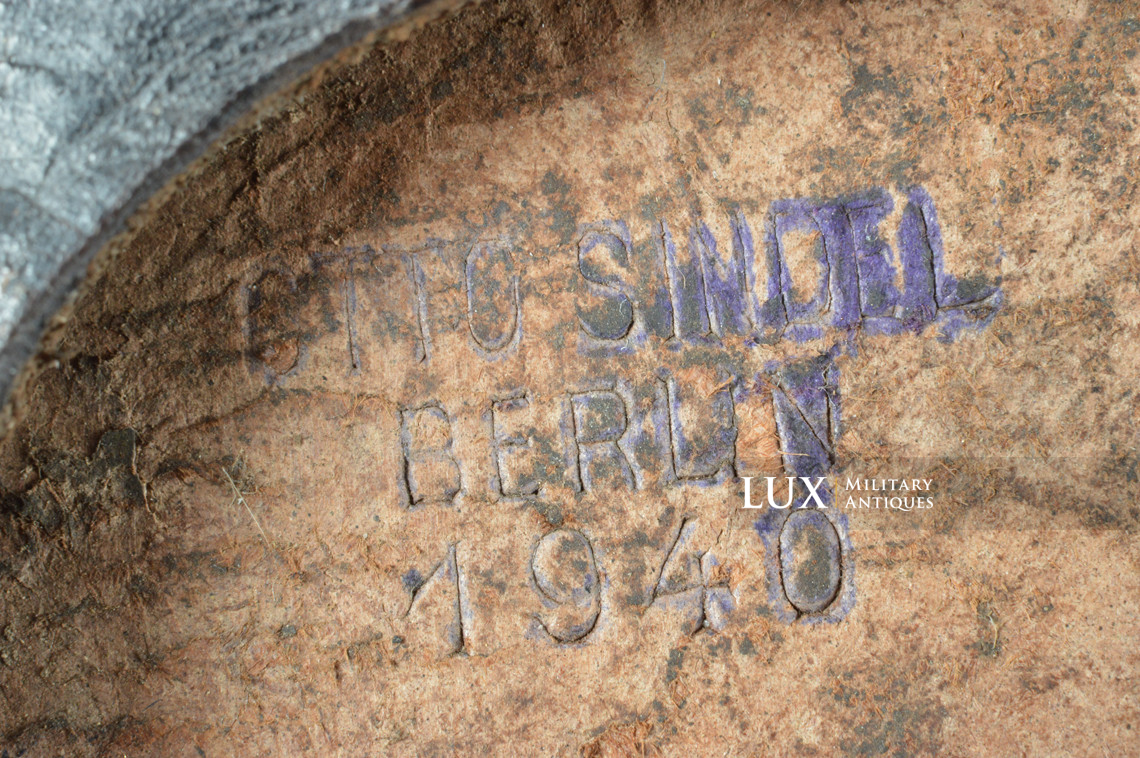 OTTO SINDEL
BERLIN
1940
LUX MILITARY ANTIQUES